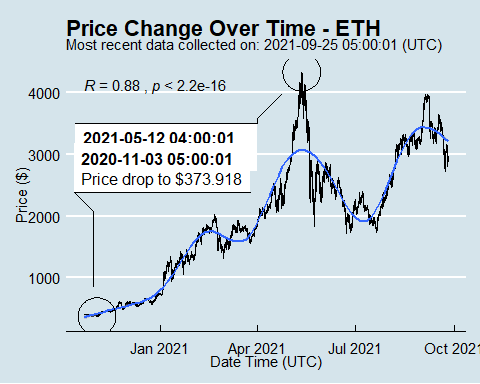 Price Change Over Time - ETH
Most recent data collected on: 2021-09-25 05:00:01 (UTC)
R = 0.88 , p < 2.2e-16
4000
2021-05-12 04:00:01
2020-11-03 05:00:01
Price drop to $373.918
3000
2000
1000
Price ($)
Jan 2021
Apr 2021
Jul 2021
Oct 2021
Date Time (UTC)